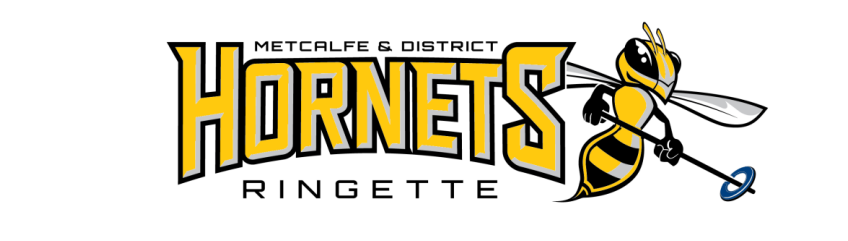 METCALFE & DISTRICT
HORNETS
RINGETTE